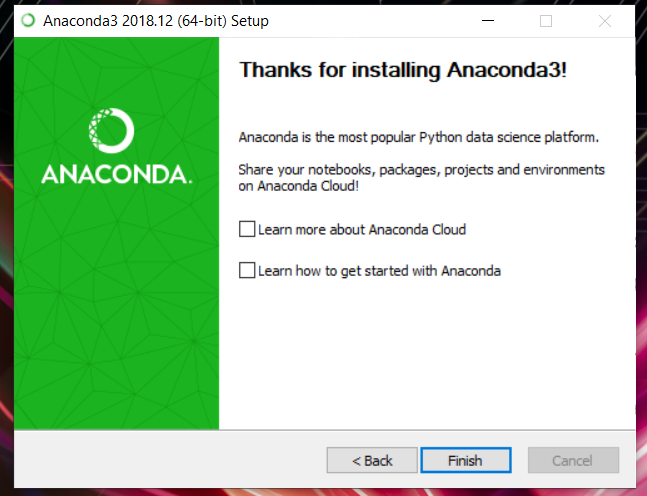 Anaconda3 2018.12 (64-bit) Setup
Thanks for installing Anaconda3!
ANACONDA.
Anaconda is the most popular Python data science platform.
Share your notebooks, packages, projects and environments
on Anaconda Cloud!
Learn more about Anaconda Cloud
Learn how to get started with Anaconda
< Back
Finish
Cancel